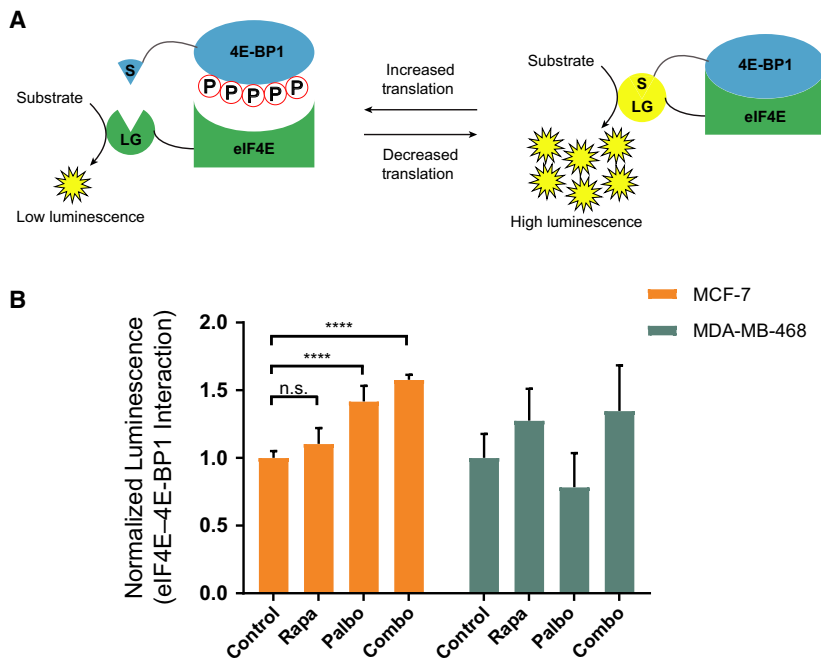 A
S
4E-BP1
P P P P P
Substrate
LG
eIF4E
Low luminescence
Increased
translation
Decreased
translation
Substrate
S
LG
4E-BP1
eIF4E
High luminescence
B
Normalized Luminescence
(eIF4E–4E-BP1 Interaction)
2.0
1.5
1.0
0.5
0.0
****
****
n.s.
MCF-7
MDA-MB-468
Control
Rapa
Palbo
Combo
Control
Rapa
Palbo
Combo